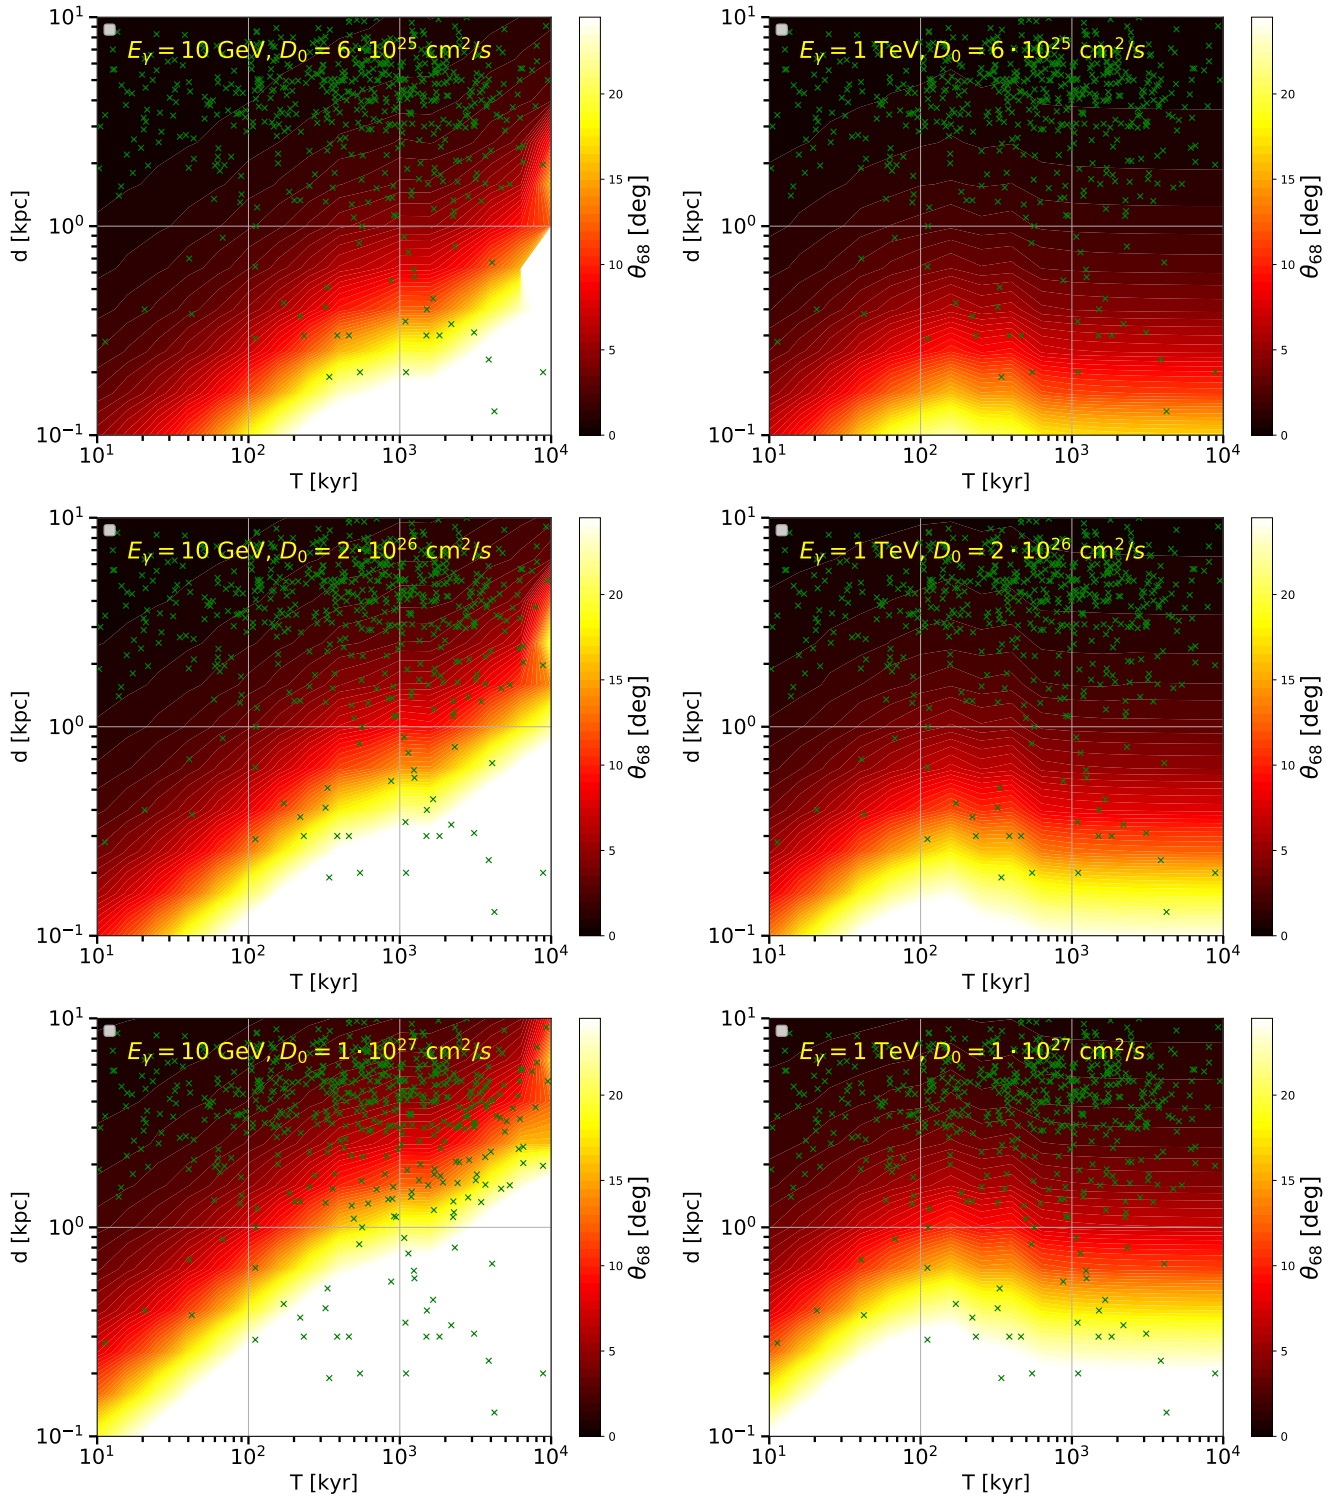 E_γ = 10 GeV, D_0 = 6 · 10^25 cm^2/s
10^1
10^0
10^-1
d [kpc]
10^1 10^2 10^3 10^4
T [kyr]
20
15
10
5
0
θ_68 [deg]
E_γ = 1 TeV, D_0 = 6 · 10^25 cm^2/s
10^1
10^0
10^-1
d [kpc]
10^1 10^2 10^3 10^4
T [kyr]
20
15
10
5
0
θ_68 [deg]
E_γ = 10 GeV, D_0 = 2 · 10^26 cm^2/s
10^1
10^0
10^-1
d [kpc]
10^1 10^2 10^3 10^4
T [kyr]
20
15
10
5
0
θ_68 [deg]
E_γ = 1 TeV, D_0 = 2 · 10^26 cm^2/s
10^1
10^0
10^-1
d [kpc]
10^1 10^2 10^3 10^4
T [kyr]
20
15
10
5
0
θ_68 [deg]
E_γ = 10 GeV, D_0 = 1 · 10^27 cm^2/s
10^1
10^0
10^-1
d [kpc]
10^1 10^2 10^3 10^4
T [kyr]
20
15
10
5
0
θ_68 [deg]
E_γ = 1 TeV, D_0 = 1 · 10^27 cm^2/s
10^1
10^0
10^-1
d [kpc]
10^1 10^2 10^3 10^4
T [kyr]
20
15
10
5
0
θ_68 [deg]